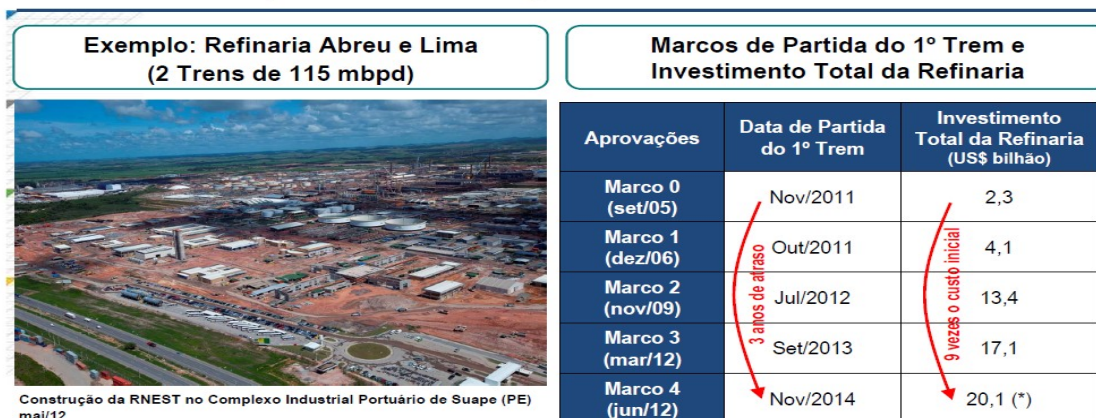 Exemplo: Refinaria Abreu e Lima
(2 Trens de 115 mbpd)
Construção da RNEST no Complexo Industrial Portuário de Suape (PE)
mai/12
Marcos de Partida do 1º Trem e
Investimento Total da Refinaria
Aprovações
Data de Partida
do 1º Trem
Investimento
Total da Refinaria
(US$ bilhão)
Marco 0
(set/05)
Nov/2011
2,3
Marco 1
(dez/06)
Out/2011
4,1
Marco 2
(nov/09)
Jul/2012
13,4
Marco 3
(mar/12)
Set/2013
17,1
Marco 4
(jun/12)
Nov/2014
20,1 (*)
3 anos de atraso
9 vezes o custo inicial